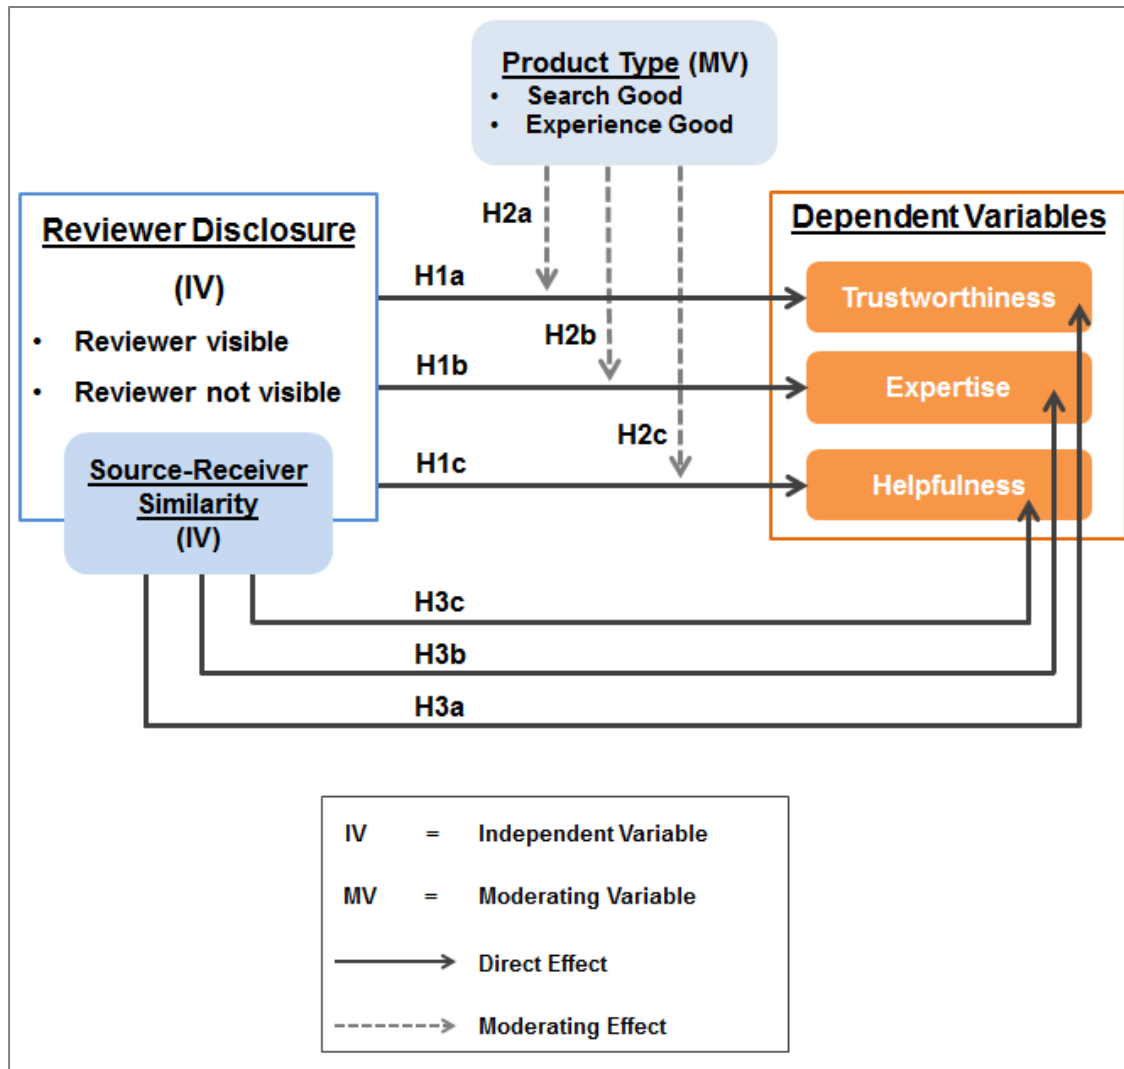 Product Type (MV)
• Search Good
• Experience Good
Reviewer Disclosure
(IV)
• Reviewer visible
• Reviewer not visible
Source-Receiver
Similarity
(IV)
H1a
H1b
H1c
H2a
H2b
H2c
Dependent Variables
Trustworthiness
Expertise
Helpfulness
H3c
H3b
H3a
IV = Independent Variable
MV = Moderating Variable
Direct Effect
Moderating Effect